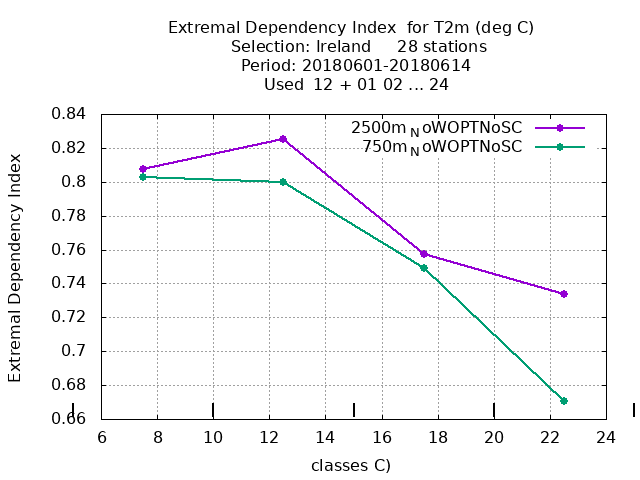 Extremal Dependency Index for T2m (deg C)
Selection: Ireland 28 stations
Period: 20180601-20180614
Used 12 + 01 02 ... 24
2500m_NoWOPTNoSC
750m_NoWOPTNoSC
Extremal Dependency Index
0.84
0.82
0.8
0.78
0.76
0.74
0.72
0.7
0.68
0.66
6 8 10 12 14 16 18 20 22 24
classes C)